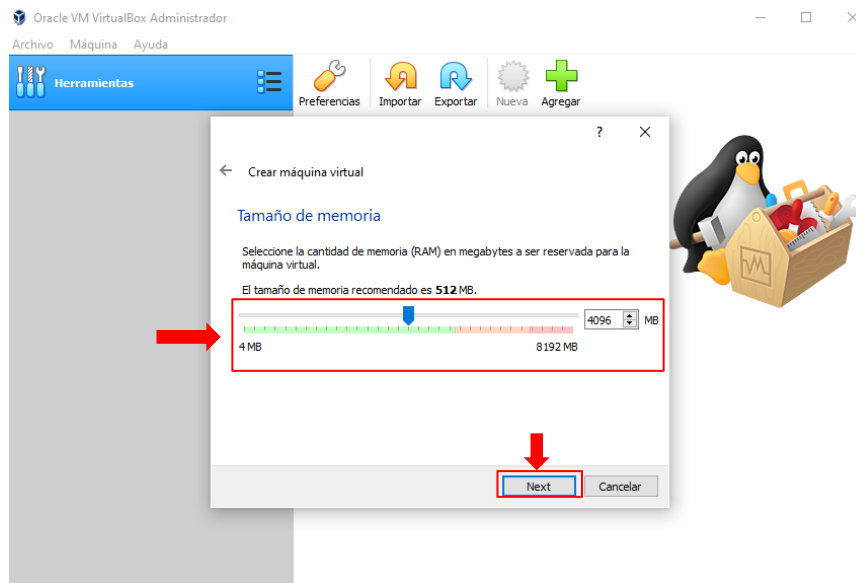 Oracle VM VirtualBox Administrador
Archivo Máquina Ayuda
Herramientas
Preferencias Importar Exportar Nueva Agregar
?
Crear máquina virtual
Tamaño de memoria
Seleccione la cantidad de memoria (RAM) en megabytes a ser reservada para la
máquina virtual.
El tamaño de memoria recomendado es 512 MB.
4096 MB
4 MB 8192 MB
Next Cancelar